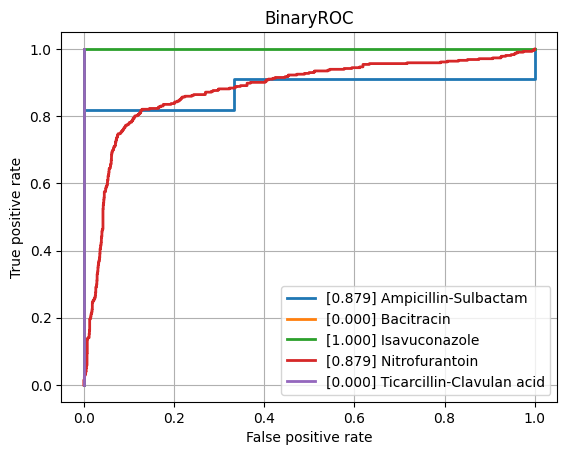 BinaryROC
True positive rate
1.0
0.8
0.6
0.4
0.2
0.0
[0.879] Ampicillin-Sulbactam
[0.000] Bacitracin
[1.000] Isavuconazole
[0.879] Nitrofurantoin
[0.000] Ticarcillin-Clavulan acid
0.0 0.2 0.4 0.6 0.8 1.0
False positive rate